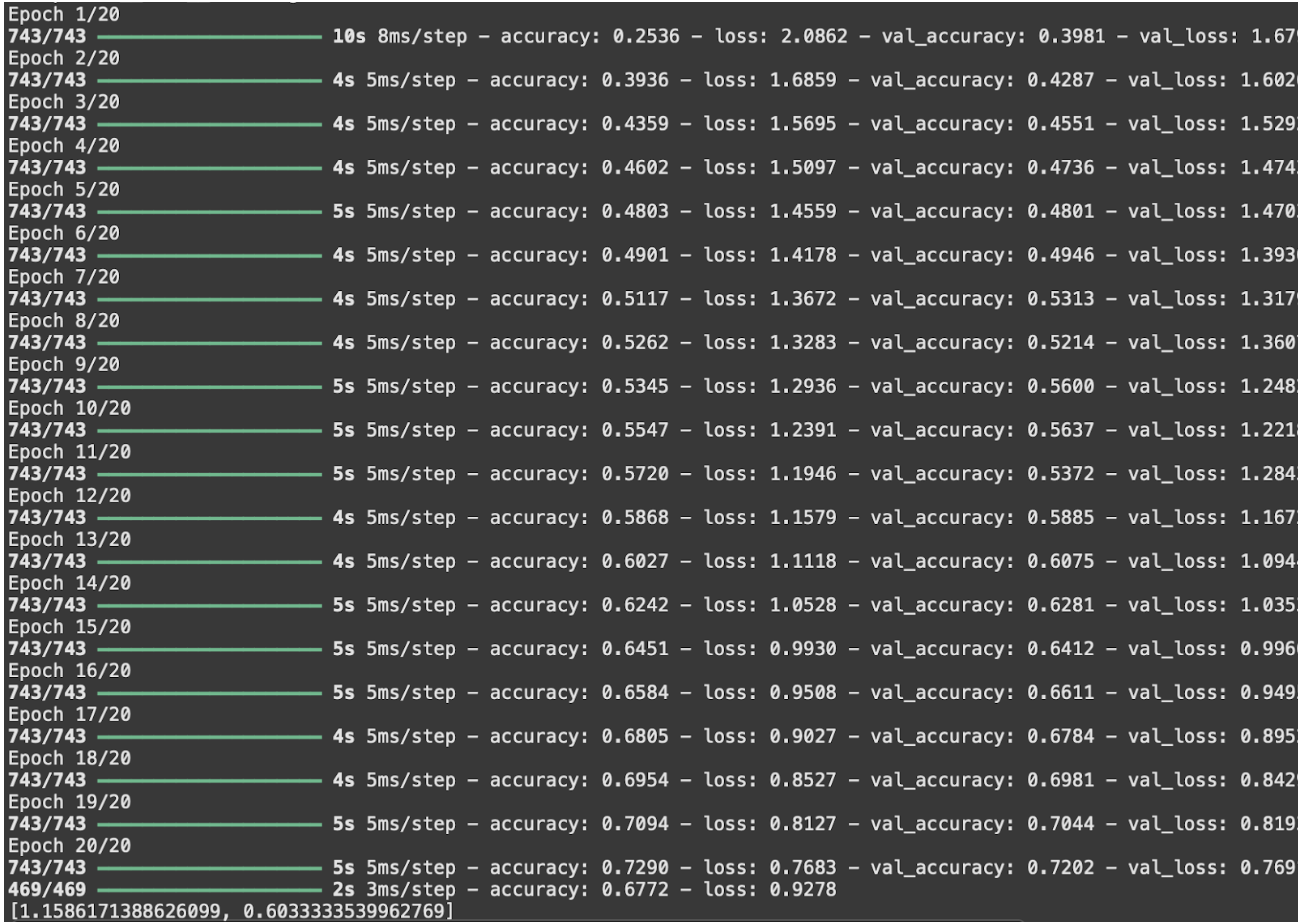 Epoch 1/20
743/743 ━━━━━━━━━━━━━━━━━━━━ 10s 8ms/step – accuracy: 0.2536 – loss: 2.0862 – val_accuracy: 0.3981 – val_loss: 1.679
Epoch 2/20
743/743 ━━━━━━━━━━━━━━━━━━━━ 4s 5ms/step – accuracy: 0.3936 – loss: 1.6859 – val_accuracy: 0.4287 – val_loss: 1.602
Epoch 3/20
743/743 ━━━━━━━━━━━━━━━━━━━━ 4s 5ms/step – accuracy: 0.4359 – loss: 1.5695 – val_accuracy: 0.4551 – val_loss: 1.529
Epoch 4/20
743/743 ━━━━━━━━━━━━━━━━━━━━ 4s 5ms/step – accuracy: 0.4602 – loss: 1.5097 – val_accuracy: 0.4736 – val_loss: 1.474
Epoch 5/20
743/743 ━━━━━━━━━━━━━━━━━━━━ 5s 5ms/step – accuracy: 0.4803 – loss: 1.4559 – val_accuracy: 0.4801 – val_loss: 1.470
Epoch 6/20
743/743 ━━━━━━━━━━━━━━━━━━━━ 4s 5ms/step – accuracy: 0.4901 – loss: 1.4178 – val_accuracy: 0.4946 – val_loss: 1.393
Epoch 7/20
743/743 ━━━━━━━━━━━━━━━━━━━━ 4s 5ms/step – accuracy: 0.5117 – loss: 1.3672 – val_accuracy: 0.5313 – val_loss: 1.317
Epoch 8/20
743/743 ━━━━━━━━━━━━━━━━━━━━ 4s 5ms/step – accuracy: 0.5262 – loss: 1.3283 – val_accuracy: 0.5214 – val_loss: 1.360
Epoch 9/20
743/743 ━━━━━━━━━━━━━━━━━━━━ 5s 5ms/step – accuracy: 0.5345 – loss: 1.2936 – val_accuracy: 0.5600 – val_loss: 1.248
Epoch 10/20
743/743 ━━━━━━━━━━━━━━━━━━━━ 5s 5ms/step – accuracy: 0.5547 – loss: 1.2391 – val_accuracy: 0.5637 – val_loss: 1.221
Epoch 11/20
743/743 ━━━━━━━━━━━━━━━━━━━━ 5s 5ms/step – accuracy: 0.5720 – loss: 1.1946 – val_accuracy: 0.5372 – val_loss: 1.284
Epoch 12/20
743/743 ━━━━━━━━━━━━━━━━━━━━ 4s 5ms/step – accuracy: 0.5868 – loss: 1.1579 – val_accuracy: 0.5885 – val_loss: 1.167
Epoch 13/20
743/743 ━━━━━━━━━━━━━━━━━━━━ 4s 5ms/step – accuracy: 0.6027 – loss: 1.1118 – val_accuracy: 0.6075 – val_loss: 1.094
Epoch 14/20
743/743 ━━━━━━━━━━━━━━━━━━━━ 5s 5ms/step – accuracy: 0.6242 – loss: 1.0528 – val_accuracy: 0.6281 – val_loss: 1.035
Epoch 15/20
743/743 ━━━━━━━━━━━━━━━━━━━━ 5s 5ms/step – accuracy: 0.6451 – loss: 0.9930 – val_accuracy: 0.6412 – val_loss: 0.996
Epoch 16/20
743/743 ━━━━━━━━━━━━━━━━━━━━ 5s 5ms/step – accuracy: 0.6584 – loss: 0.9508 – val_accuracy: 0.6611 – val_loss: 0.949
Epoch 17/20
743/743 ━━━━━━━━━━━━━━━━━━━━ 4s 5ms/step – accuracy: 0.6805 – loss: 0.9027 – val_accuracy: 0.6784 – val_loss: 0.895
Epoch 18/20
743/743 ━━━━━━━━━━━━━━━━━━━━ 4s 5ms/step – accuracy: 0.6954 – loss: 0.8527 – val_accuracy: 0.6981 – val_loss: 0.842
Epoch 19/20
743/743 ━━━━━━━━━━━━━━━━━━━━ 5s 5ms/step – accuracy: 0.7094 – loss: 0.8127 – val_accuracy: 0.7044 – val_loss: 0.819
Epoch 20/20
743/743 ━━━━━━━━━━━━━━━━━━━━ 5s 5ms/step – accuracy: 0.7290 – loss: 0.7683 – val_accuracy: 0.7202 – val_loss: 0.769
469/469 ━━━━━━━━━━━━━━━━━━━━ 2s 3ms/step – accuracy: 0.6772 – loss: 0.9278
[1.1586171388626099, 0.6033333539962769]